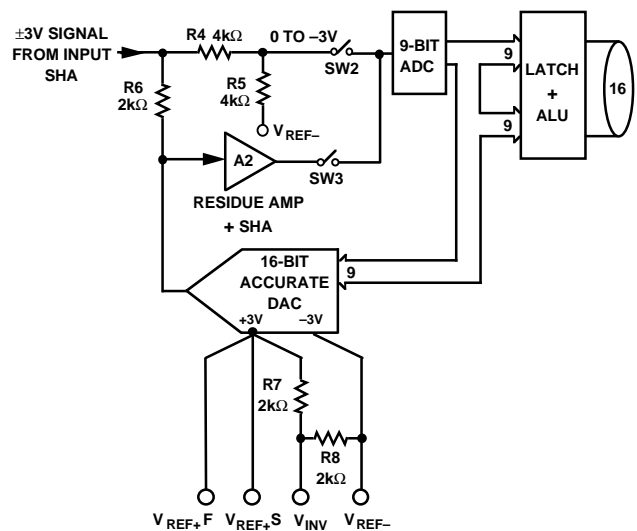 ±3V SIGNAL
FROM INPUT
SHA
R4 4kΩ
0 TO –3V
SW2
9-BIT
ADC
9
LATCH
+
ALU
16
9
R6
2kΩ
R5
4kΩ
VREF–
A2
SW3
RESIDUE AMP
+ SHA
16-BIT
ACCURATE
DAC
9
+3V
–3V
R7
2kΩ
R8
2kΩ
VREF+F
VREF+S
VINV
VREF–